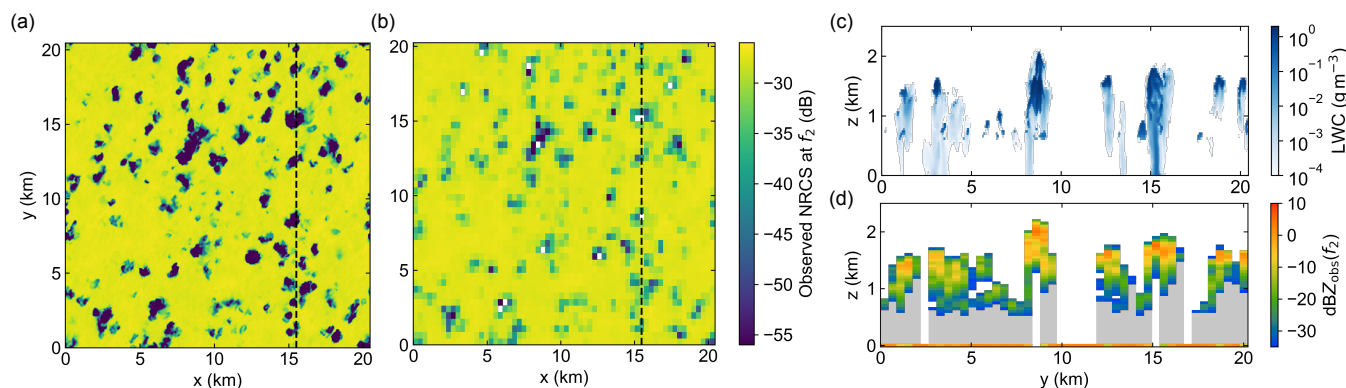 (a)
20
15
10
5
0
y (km)
0 5 10 15 20
x (km)
(b)
20
15
10
5
0
0 5 10 15 20
x (km)
−30
−35
−40
−45
−50
−55
Observed NRCS at f₂ (dB)
(c)
2
1
0
z (km)
0 5 10 15 20
10⁰
10⁻¹
10⁻²
10⁻³
10⁻⁴
LWC (g m⁻³)
(d)
2
1
0
z (km)
0 5 10 15 20
y (km)
10
0
−10
−20
−30
dBZobs(f₂)